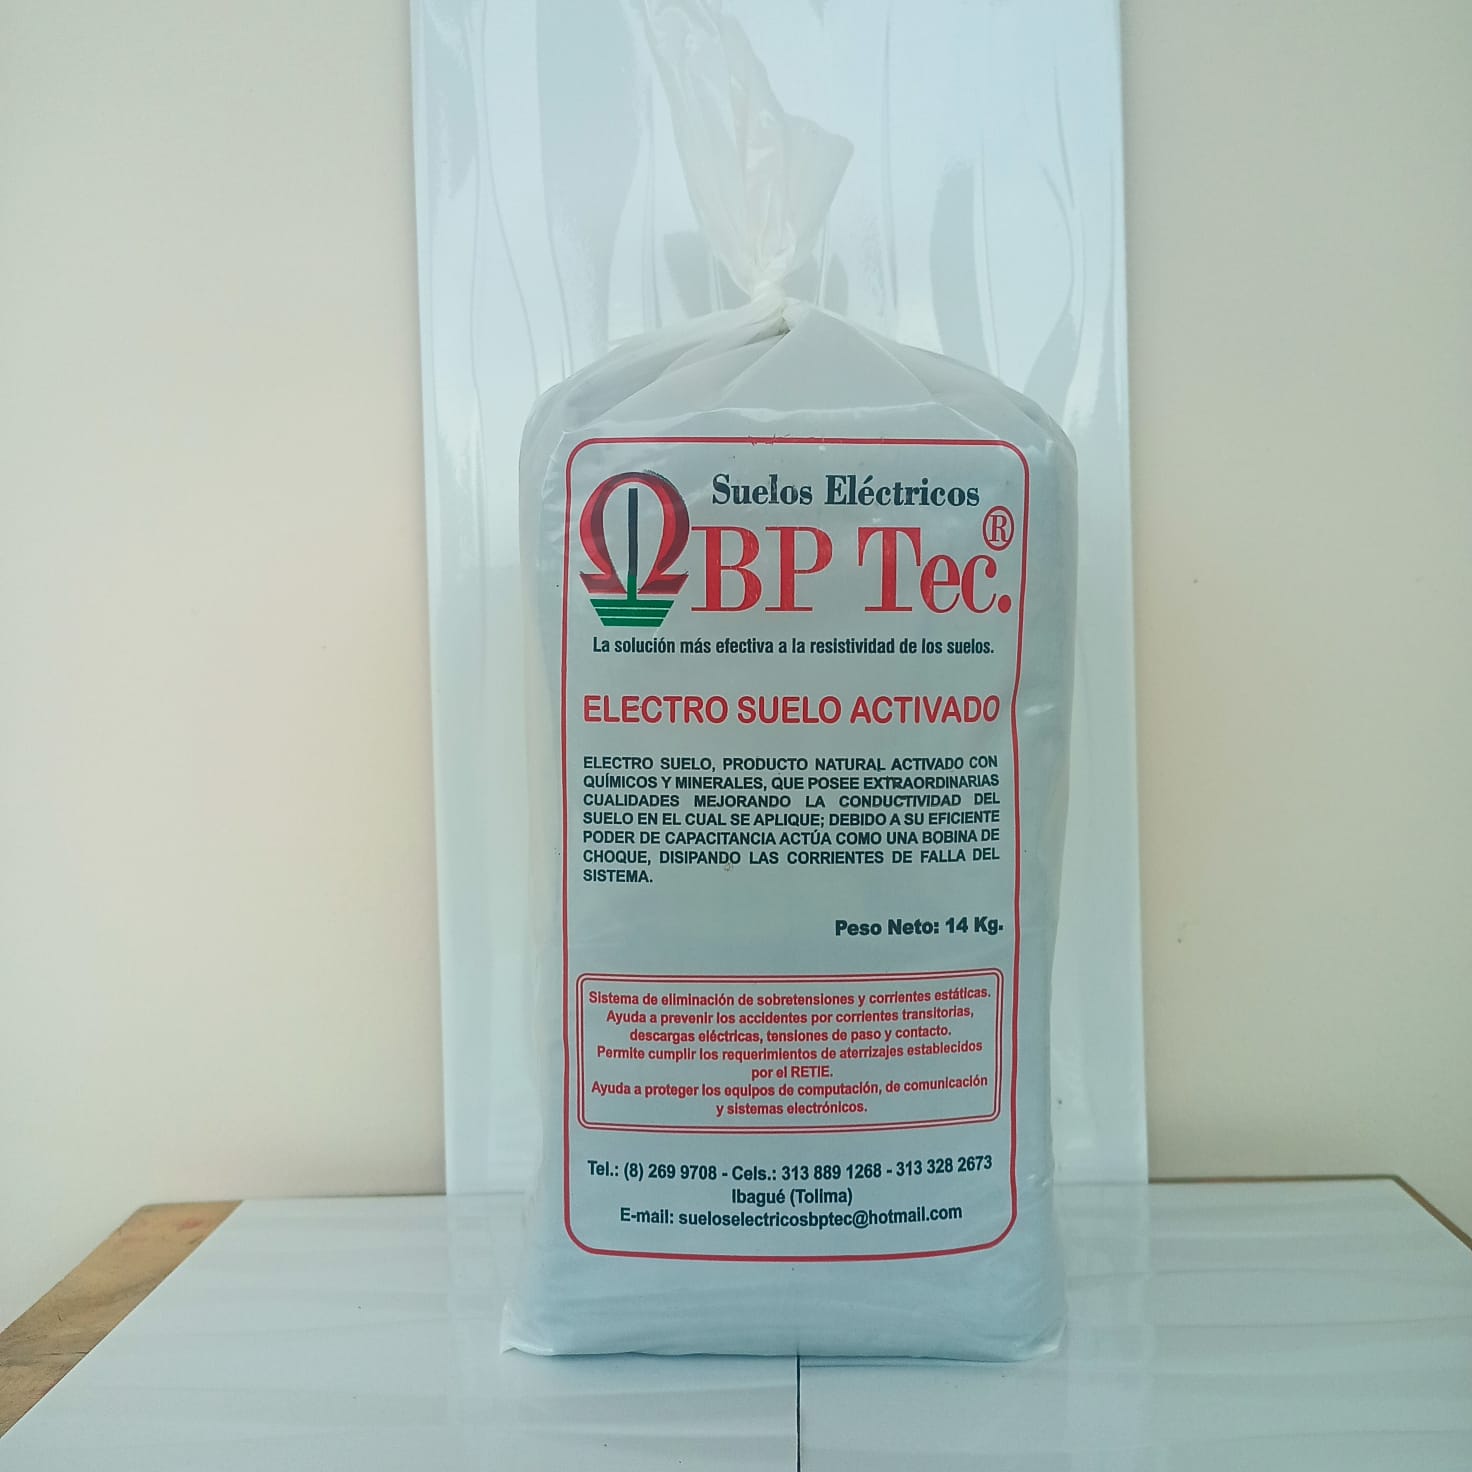 Suelos Eléctricos
BP Tec.®
La solución más efectiva a la resistividad de los suelos.
ELECTRO SUELO ACTIVADO
ELECTRO SUELO, PRODUCTO NATURAL ACTIVADO CON
QUÍMICOS Y MINERALES, QUE POSEE EXTRAORDINARIAS
CUALIDADES MEJORANDO LA CONDUCTIVIDAD DEL
SUELO EN EL CUAL SE APLIQUE; DEBIDO A SU EFICIENTE
PODER DE CAPACITANCIA ACTÚA COMO UNA BOBINA DE
CHOQUE, DISIPANDO LAS CORRIENTES DE FALLA DEL
SISTEMA.
Peso Neto: 14 Kg.
Sistema de eliminación de sobretensiones y corrientes estáticas.
Ayuda a prevenir los accidentes por corrientes transitorias,
descargas eléctricas, tensiones de paso y contacto.
Permite cumplir los requerimientos de aterrizajes establecidos
por el RETIE.
Ayuda a proteger los equipos de computación, de comunicación
y sistemas electrónicos.
Tel.: (8) 269 9708 - Cels.: 313 889 1268 - 313 328 2673
Ibagué (Tolima)
E-mail: sueloselectricosbptec@hotmail.com